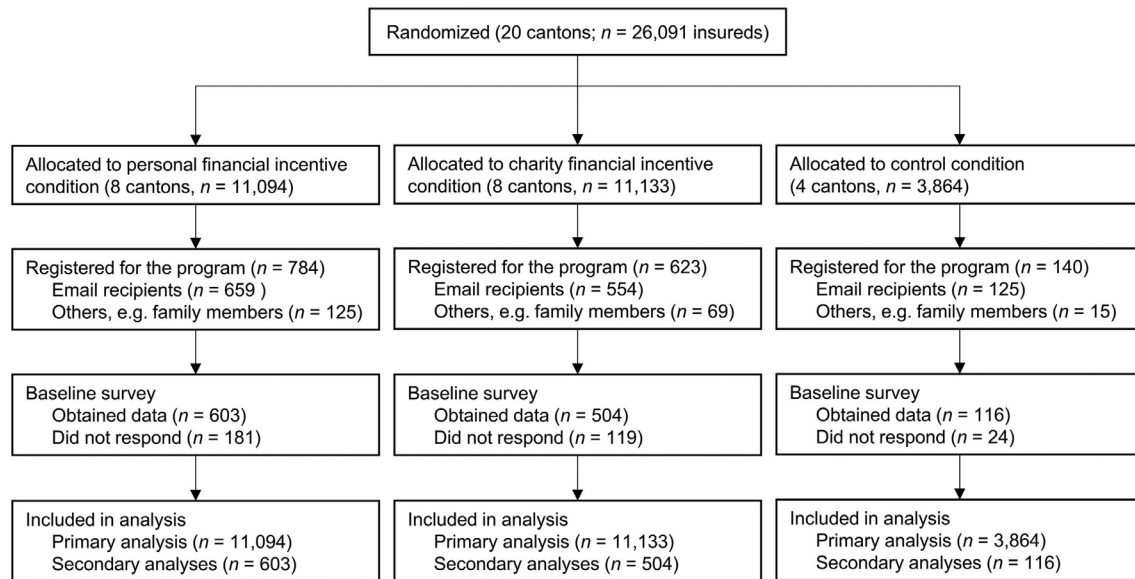 Randomized (20 cantons; n = 26,091 insureds)
Allocated to personal financial incentive
condition (8 cantons, n = 11,094)
Allocated to charity financial incentive
condition (8 cantons, n = 11,133)
Allocated to control condition
(4 cantons, n = 3,864)
Registered for the program (n = 784)
Email recipients (n = 659 )
Others, e.g. family members (n = 125)
Registered for the program (n = 623)
Email recipients (n = 554)
Others, e.g. family members (n = 69)
Registered for the program (n = 140)
Email recipients (n = 125)
Others, e.g. family members (n = 15)
Baseline survey
Obtained data (n = 603)
Did not respond (n = 181)
Baseline survey
Obtained data (n = 504)
Did not respond (n = 119)
Baseline survey
Obtained data (n = 116)
Did not respond (n = 24)
Included in analysis
Primary analysis (n = 11,094)
Secondary analyses (n = 603)
Included in analysis
Primary analysis (n = 11,133)
Secondary analyses (n = 504)
Included in analysis
Primary analysis (n = 3,864)
Secondary analyses (n = 116)